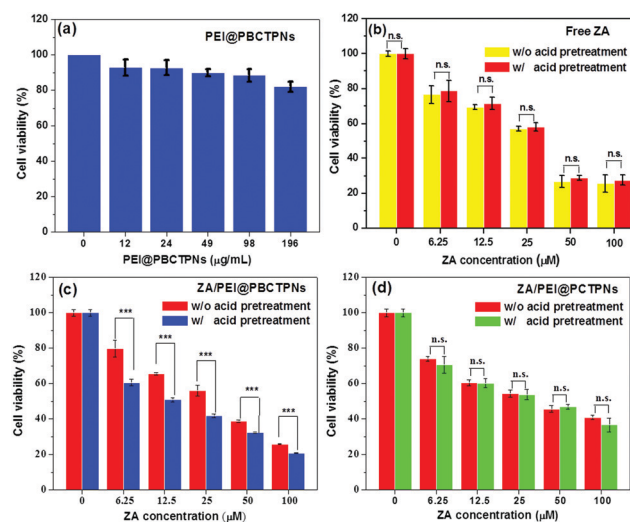 (a)
PEI@PBCTPNs
120
100
80
60
40
20
0
Cell viability (%)
0 12 24 49 98 196
PEI@PBCTPNs (μg/mL)
(b)
Free ZA
w/o acid pretreatment
w/ acid pretreatment
n.s. n.s. n.s. n.s. n.s. n.s.
120
100
80
60
40
20
0
Cell viability (%)
0 6.25 12.5 25 50 100
ZA concentration (μM)
(c)
ZA/PEI@PBCTPNs
w/o acid pretreatment
w/ acid pretreatment
*** *** *** *** ***
120
100
80
60
40
20
0
Cell viability (%)
0 6.25 12.5 25 50 100
ZA concentration (μM)
(d)
ZA/PEI@PCTPNs
w/o acid pretreatment
w/ acid pretreatment
n.s. n.s. n.s. n.s. n.s.
120
100
80
60
40
20
0
Cell viability (%)
0 6.25 12.5 25 50 100
ZA concentration (μM)